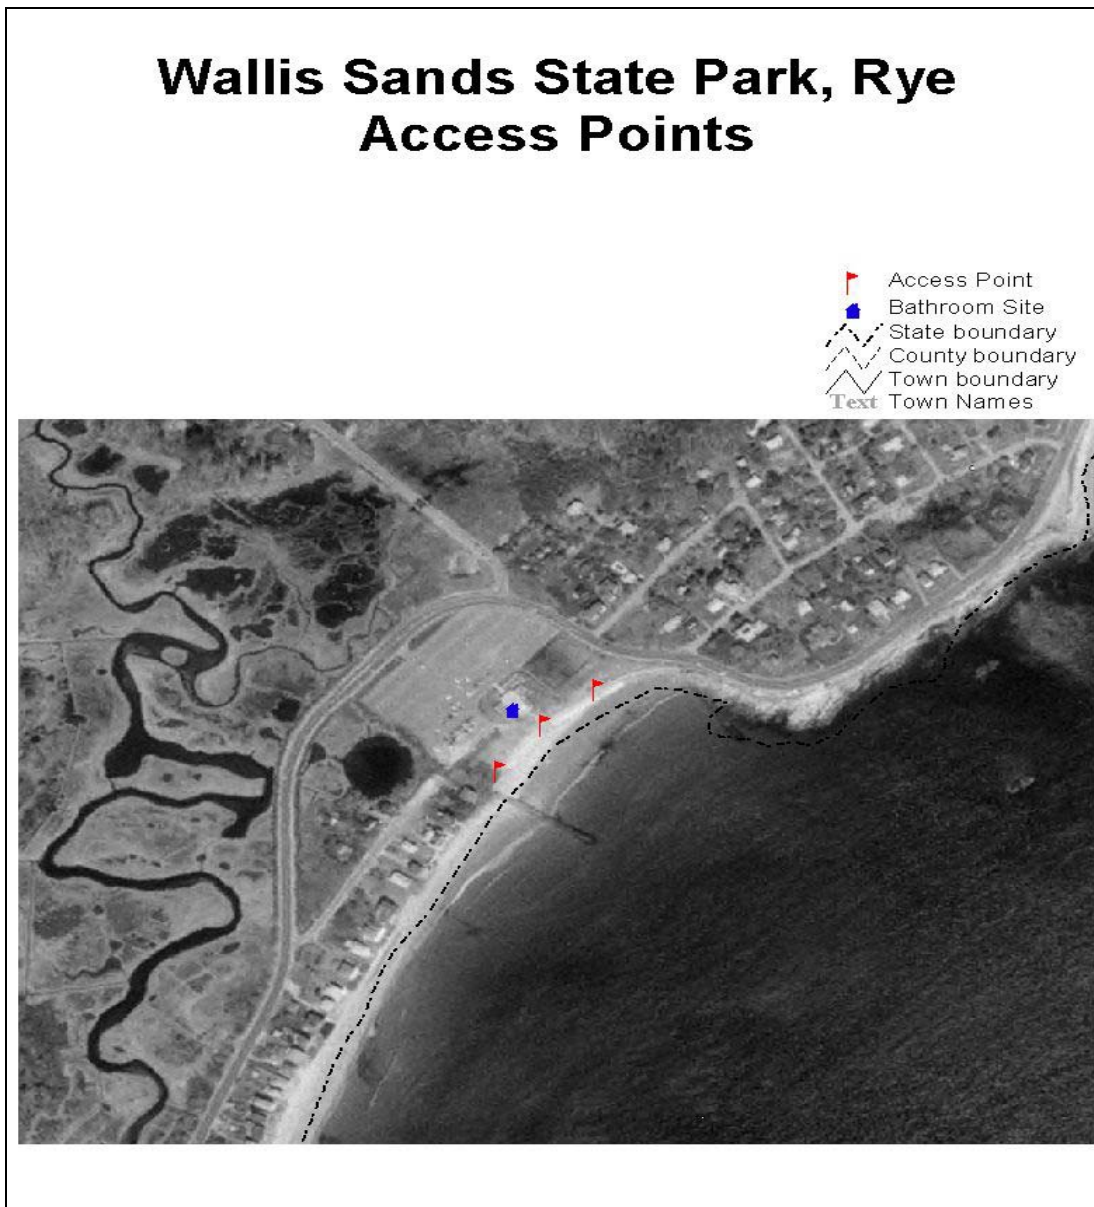 Wallis Sands State Park, Rye
Access Points
Access Point
Bathroom Site
State boundary
County boundary
Town boundary
Text Town Names